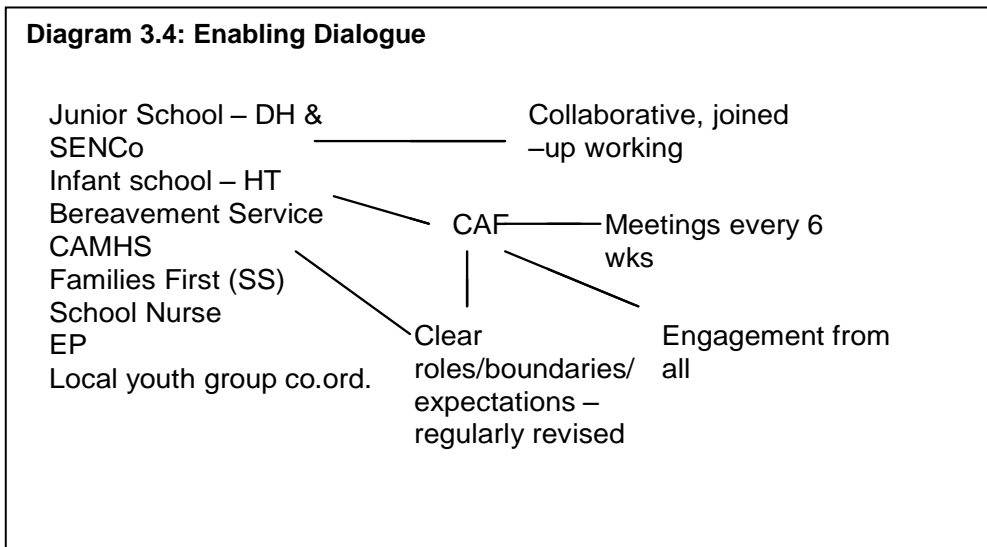 Diagram 3.4: Enabling Dialogue
Junior School – DH &
SENCo
Infant school – HT
Bereavement Service
CAMHS
Families First (SS)
School Nurse
EP
Local youth group co.ord.
Collaborative, joined
–up working
CAF
Meetings every 6
wks
Clear
roles/boundaries/
expectations –
regularly revised
Engagement from
all